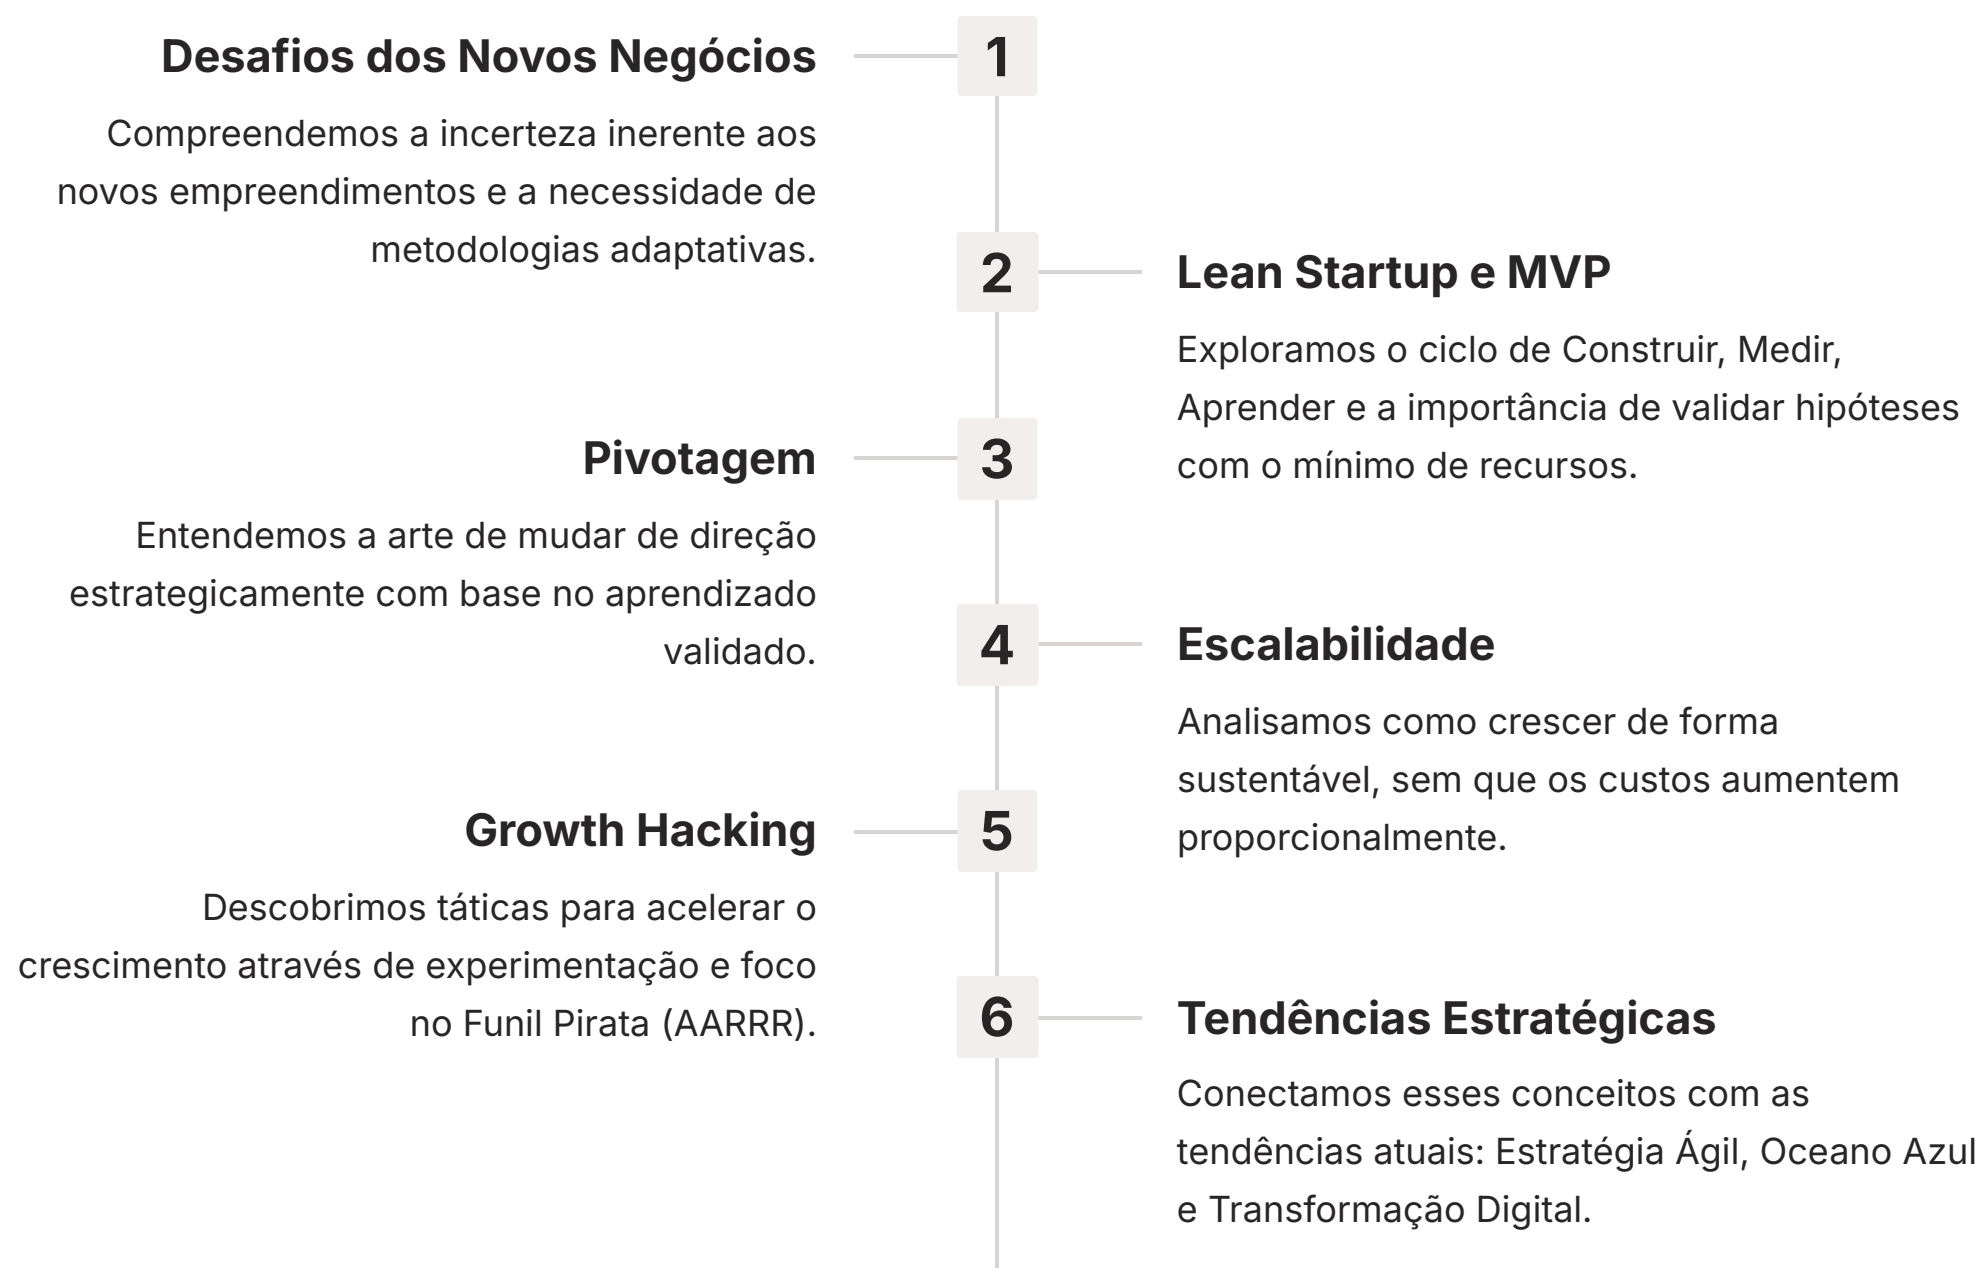 1
Desafios dos Novos Negócios
Compreendemos a incerteza inerente aos
novos empreendimentos e a necessidade de
metodologias adaptativas.
2
Lean Startup e MVP
Exploramos o ciclo de Construir, Medir,
Aprender e a importância de validar hipóteses
com o mínimo de recursos.
3
Pivotagem
Entendemos a arte de mudar de direção
estrategicamente com base no aprendizado
validado.
4
Escalabilidade
Analisamos como crescer de forma
sustentável, sem que os custos aumentem
proporcionalmente.
5
Growth Hacking
Descobrimos táticas para acelerar o
crescimento através de experimentação e foco
no Funil Pirata (AARRR).
6
Tendências Estratégicas
Conectamos esses conceitos com as
tendências atuais: Estratégia Ágil, Oceano Azul
e Transformação Digital.